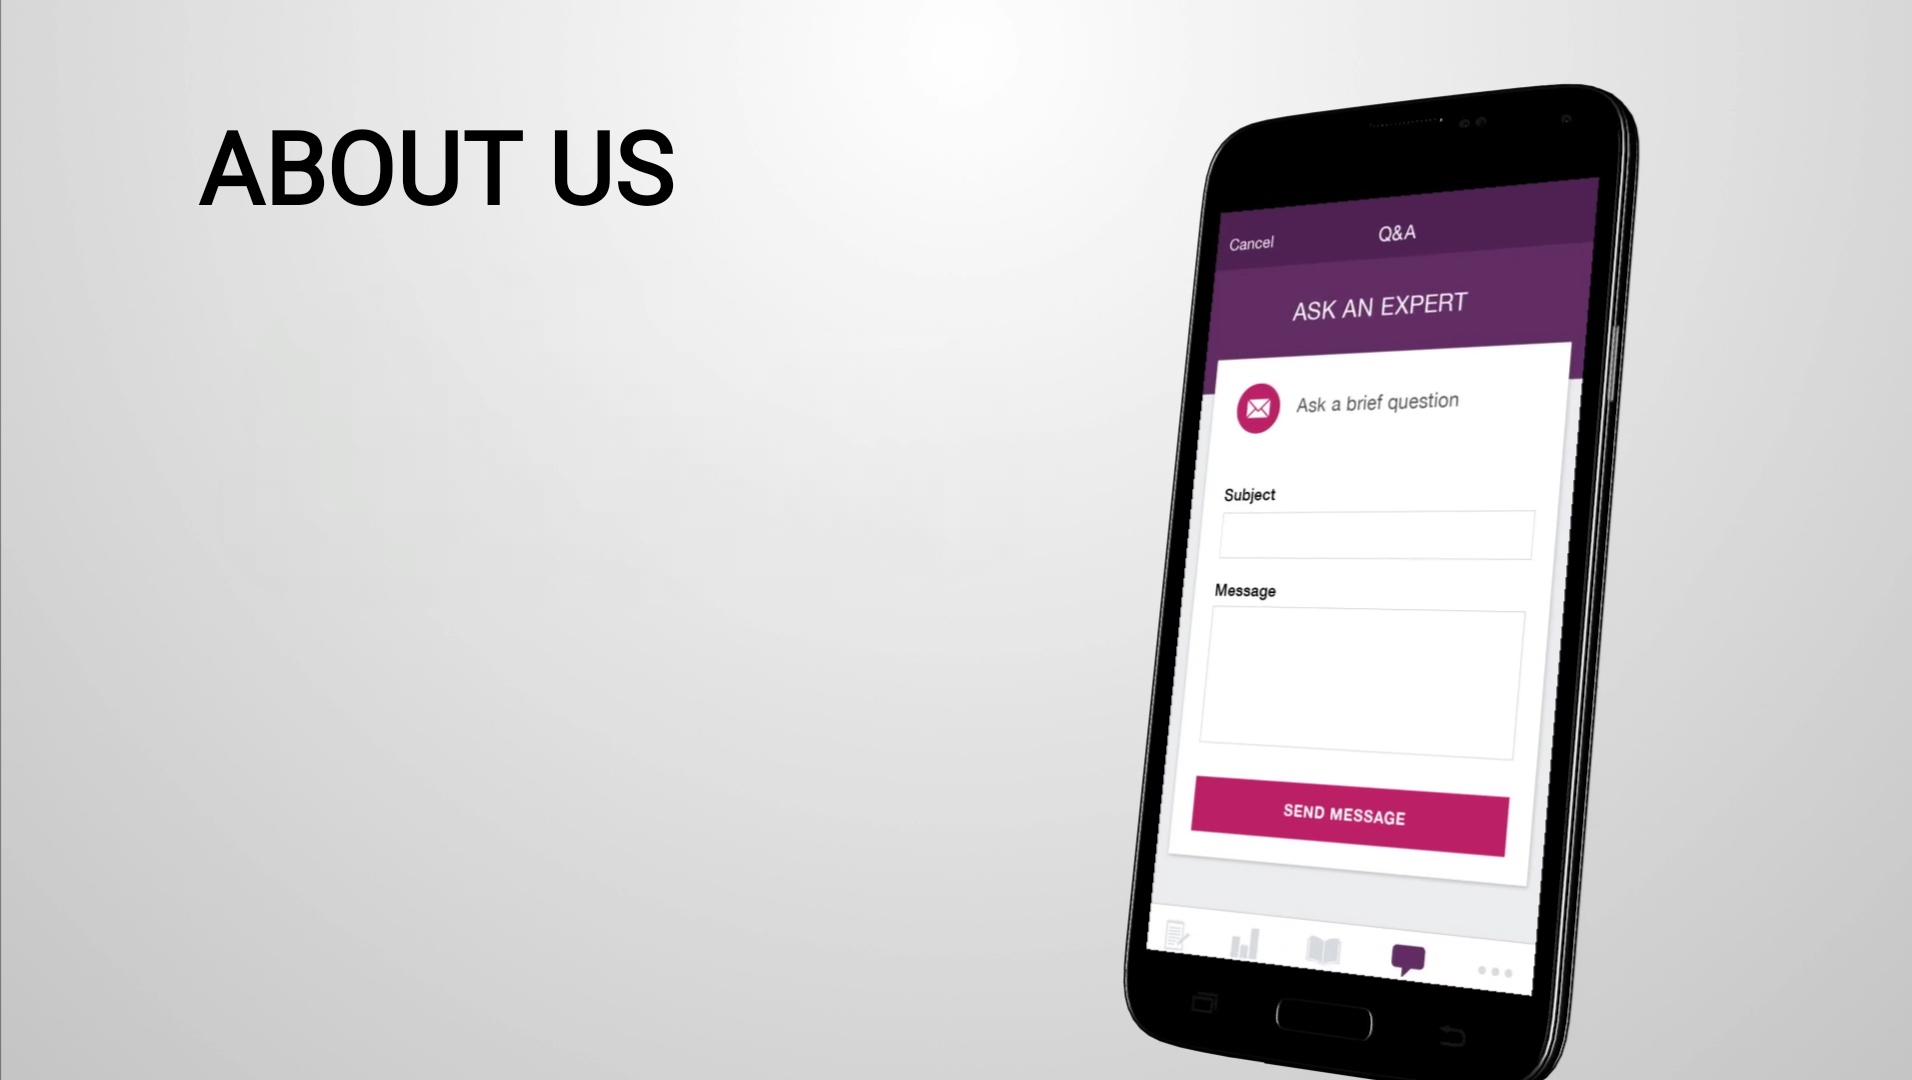 ABOUT US
Cancel
Q&A
ASK AN EXPERT
Ask a brief question
Subject
Message
SEND MESSAGE